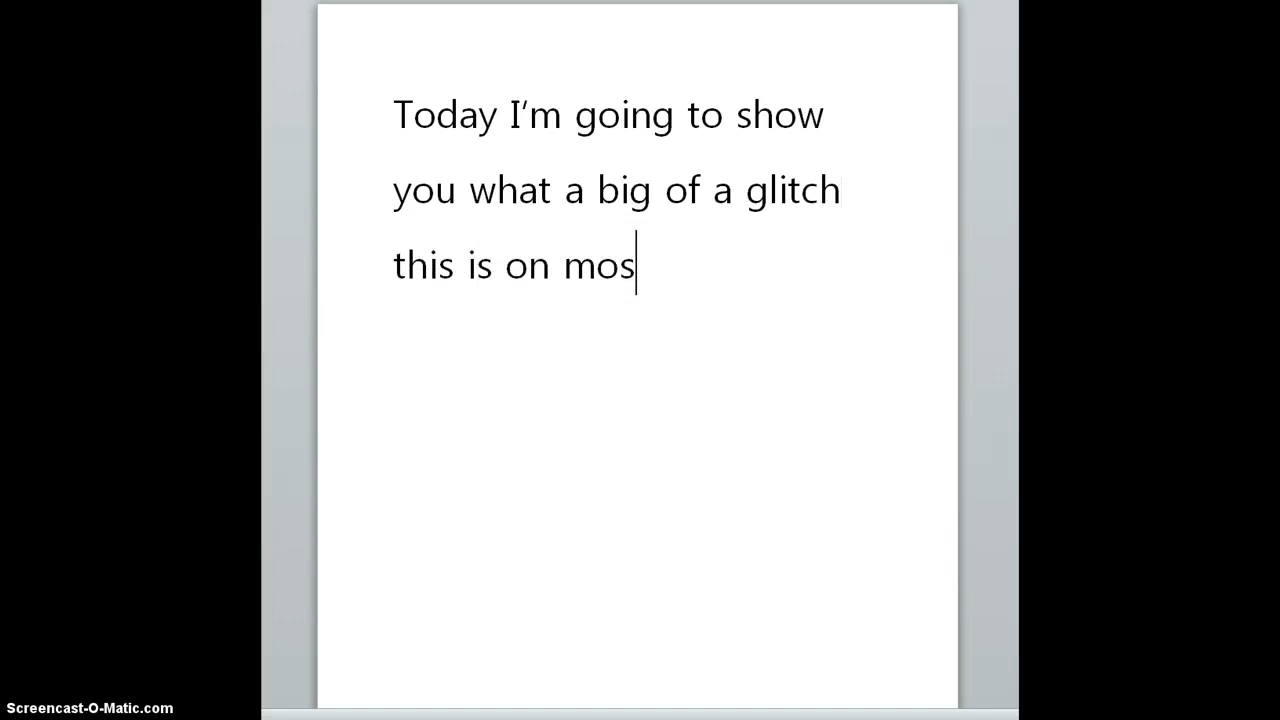 Today I'm going to show
you what a big of a glitch
this is on mos
Screencast-O-Matic.com